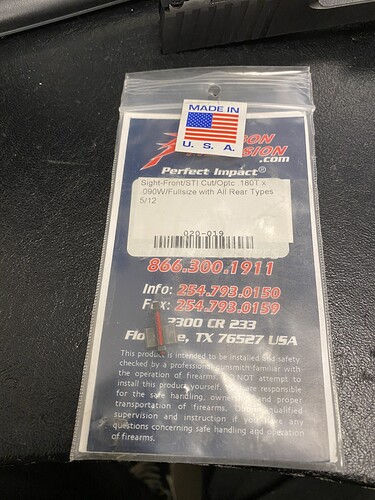 MADE IN
U. S. A.
.com
Perfect Impact®
Sight-Front/STI Cut/Optc .180T x
.090W/Fullsize with All Rear Types
5/12
020-019
866.300.1911
Info: 254.793.0150
Fax: 254.793.0159
300 CR 233
TX 76527 USA
This product is intended to be installed and safety
checked by a professional gunsmith familiar with
the operation of firearms. DO NOT attempt to
install this product yourself. You are responsible
for the safe handling, ownership and proper
transportation of firearms. Obtain qualified
supervision and instruction if you have any
questions concerning safe handling and operation
of firearms.